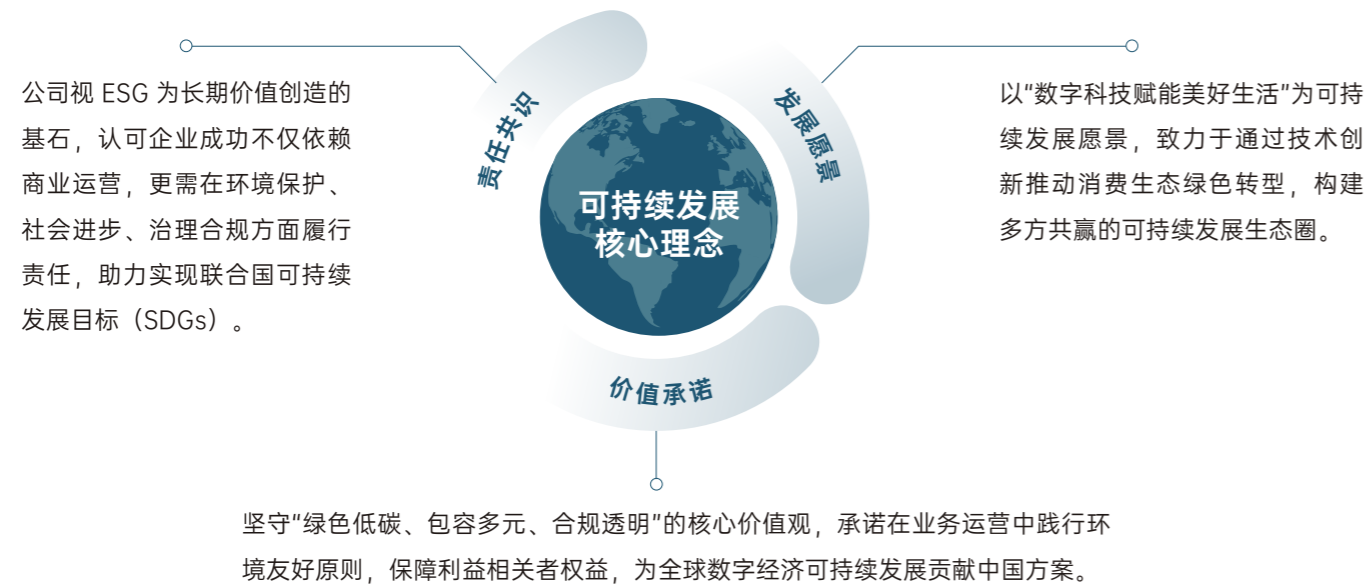 责任共识
公司视 ESG 为长期价值创造的
基石，认可企业成功不仅依赖
商业运营，更需在环境保护、
社会进步、治理合规方面履行
责任，助力实现联合国可持续
发展目标（SDGs）。
可持续发展
核心理念
发展愿景
以“数字科技赋能美好生活”为可持
续发展愿景，致力于通过技术创
新推动消费生态绿色转型，构建
多方共赢的可持续发展生态圈。
价值承诺
坚守“绿色低碳、包容多元、合规透明”的核心价值观，承诺在业务运营中践行环
境友好原则，保障利益相关者权益，为全球数字经济可持续发展贡献中国方案。